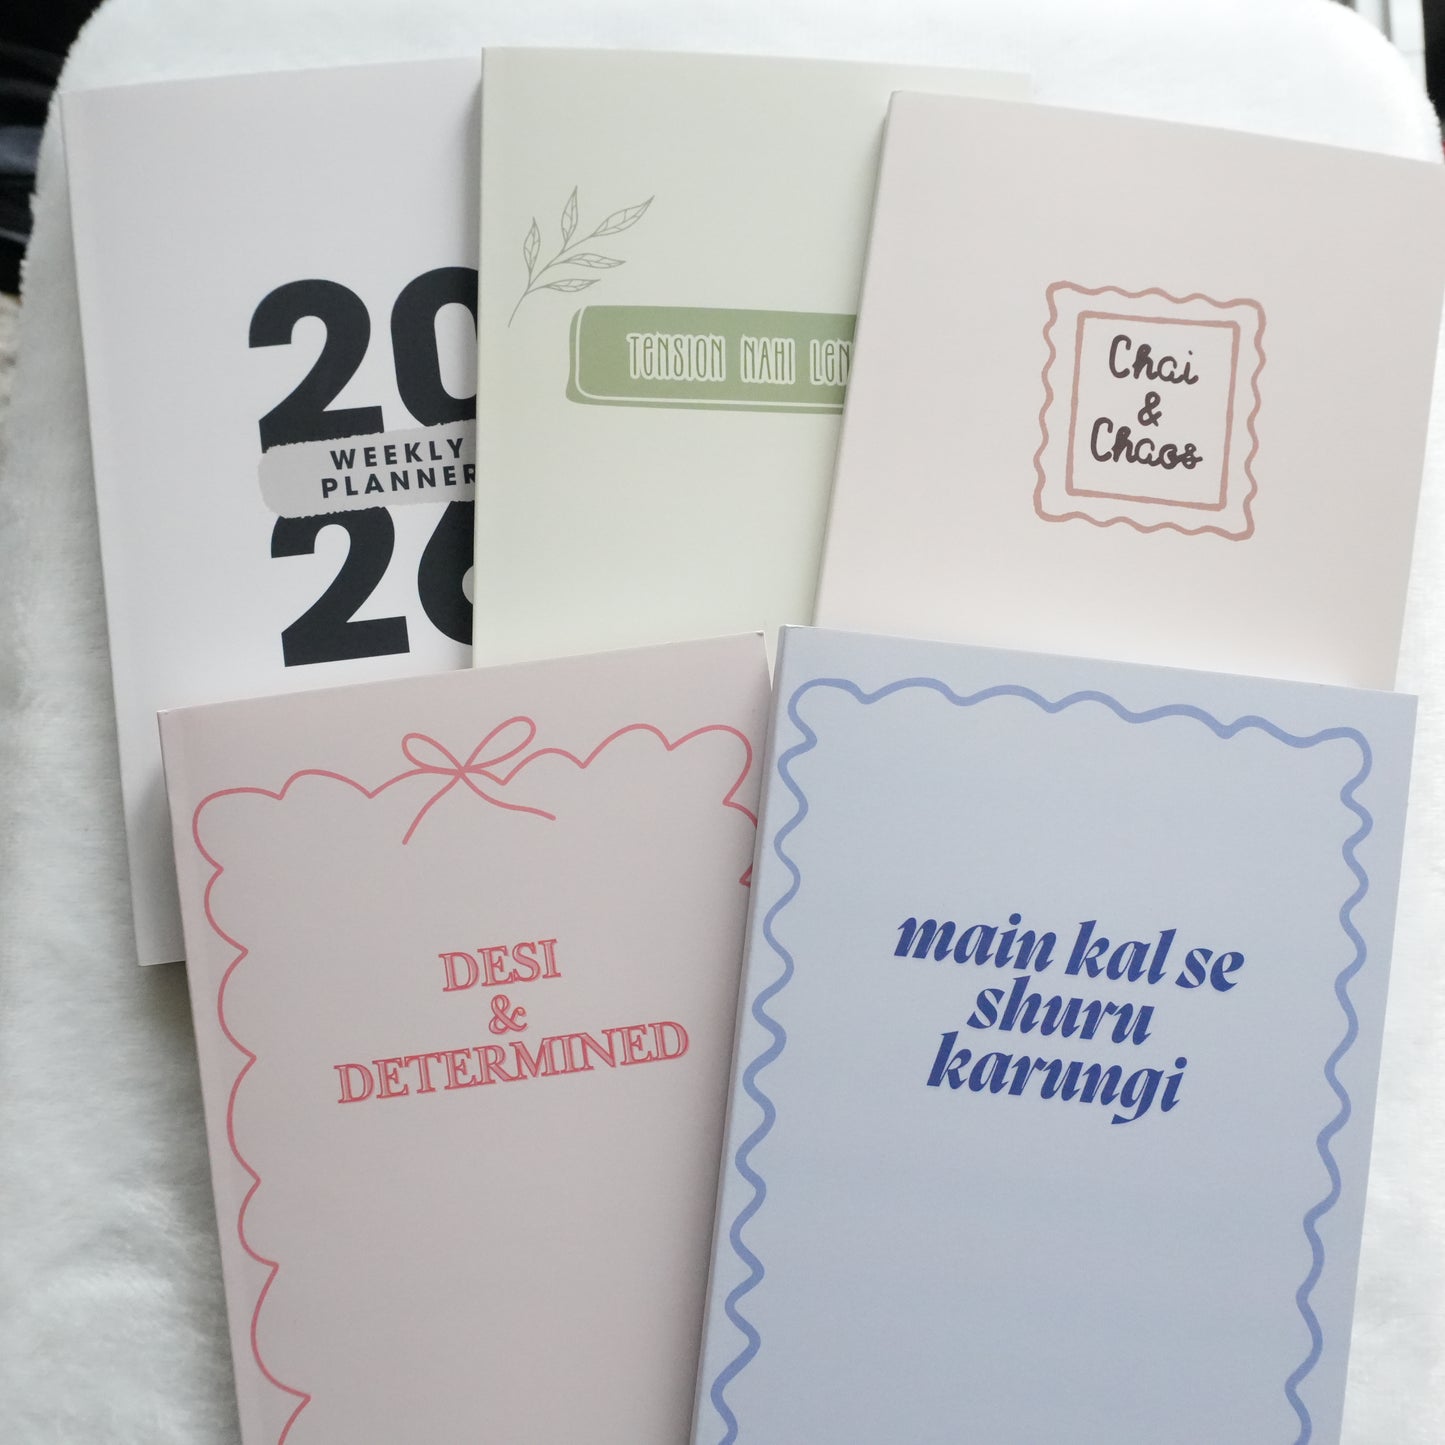 20
WEEKLY
PLANNER
26
TENSION NAHI
Chai
&
Chaos
DESI
&
DETERMINED
main kal se
shuru
karungi